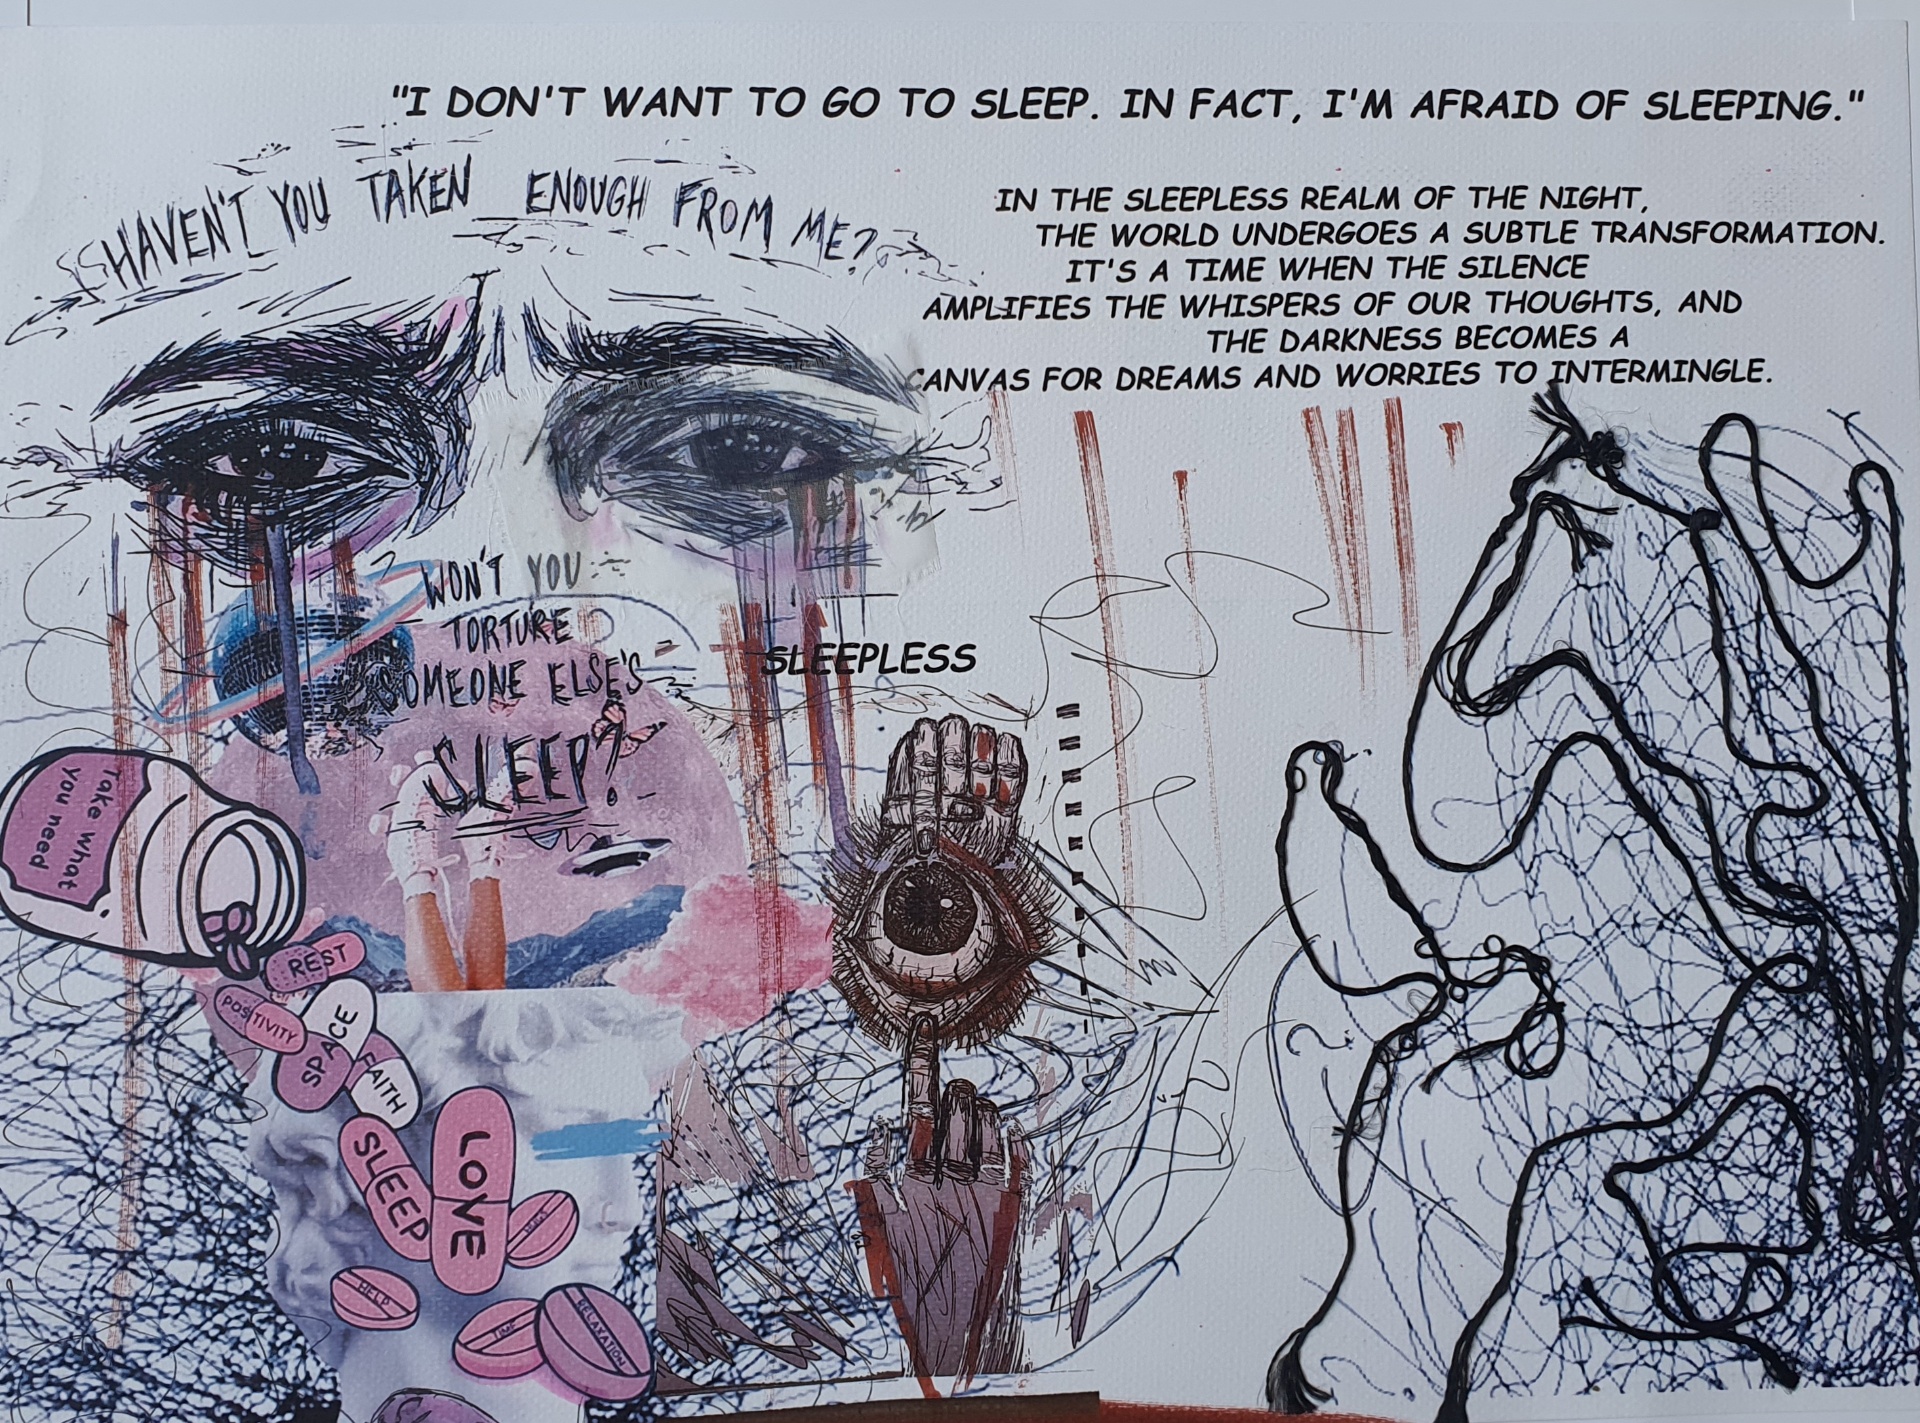 "I DON'T WANT TO GO TO SLEEP. IN FACT, I'M AFRAID OF SLEEPING."
HAVEN'T YOU TAKEN ENOUGH FROM ME?
IN THE SLEEPLESS REALM OF THE NIGHT,
THE WORLD UNDERGOES A SUBTLE TRANSFORMATION.
IT'S A TIME WHEN THE SILENCE
AMPLIFIES THE WHISPERS OF OUR THOUGHTS, AND
THE DARKNESS BECOMES A
CANVAS FOR DREAMS AND WORRIES TO INTERMINGLE.
WON'T YOU
TORTURE
SOMEONE ELSE'S
SLEEP?
SLEEPLESS
Take what
you need
REST
POSITIVITY
SPACE
FAITH
SLEEP
LOVE
HELP
TIME
RELAXATION